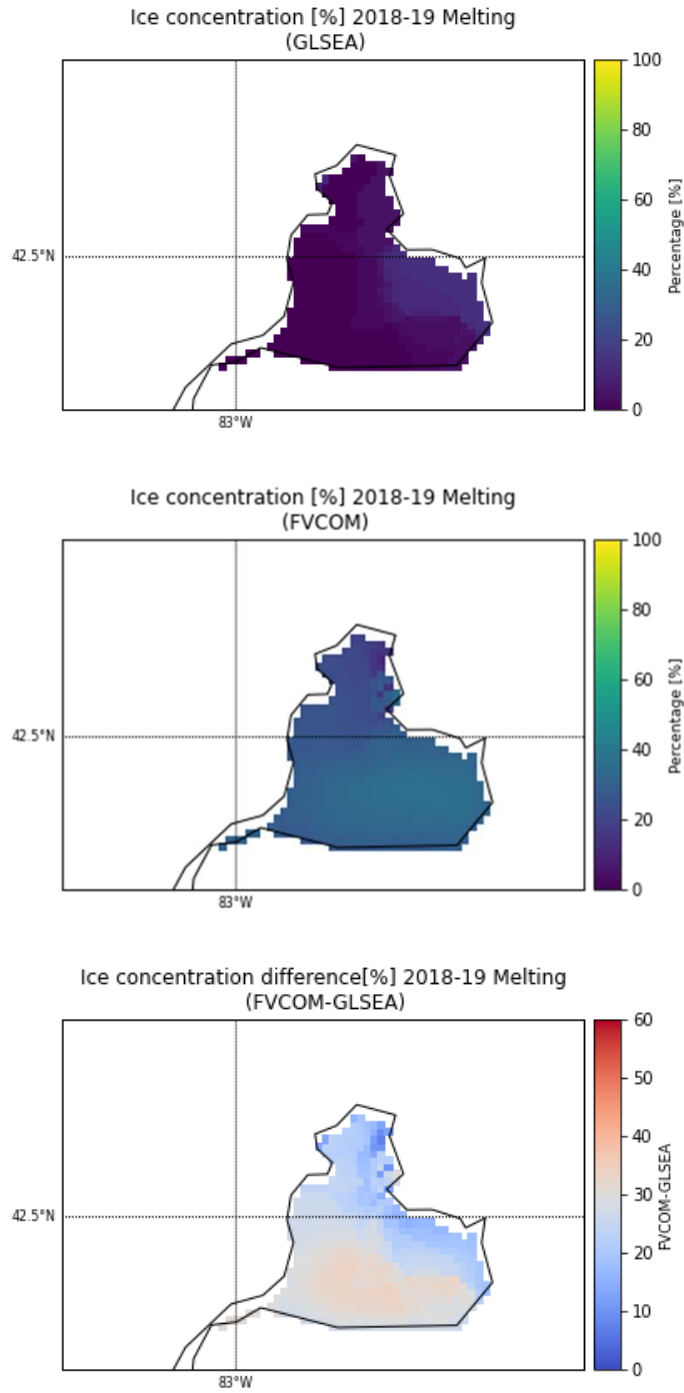 Ice concentration [%] 2018-19 Melting
(GLSEA)
100
80
60
40
20
0
Percentage [%]
42.5°N
83°W
Ice concentration [%] 2018-19 Melting
(FVCOM)
100
80
60
40
20
0
Percentage [%]
42.5°N
83°W
Ice concentration difference[%] 2018-19 Melting
(FVCOM-GLSEA)
60
50
40
30
20
10
0
FVCOM-GLSEA
42.5°N
83°W